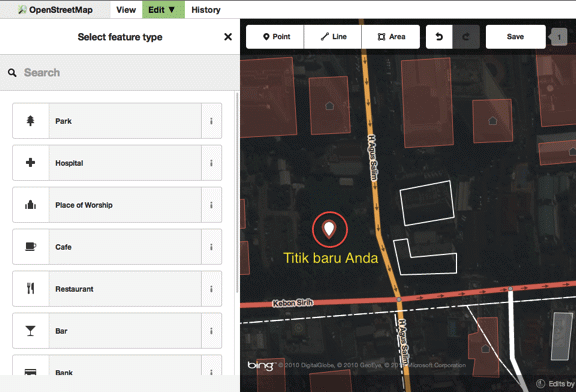 OpenStreetMap View Edit ▼ History
Select feature type
Point Line Area Save 1
Search
Park
Hospital
Place of Worship
Cafe
Restaurant
Bar
Bank
H Agus Salim
Titik baru Anda
Kebon Sirih
H Agus Salim
bing © 2010 DigitalGlobe, © 2010 GeoEye, © 2010 Microsoft Corporation
Edits by